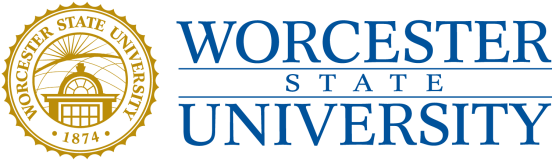 WORCESTER STATE UNIVERSITY
· 1874 ·
WORCESTER
STATE
UNIVERSITY